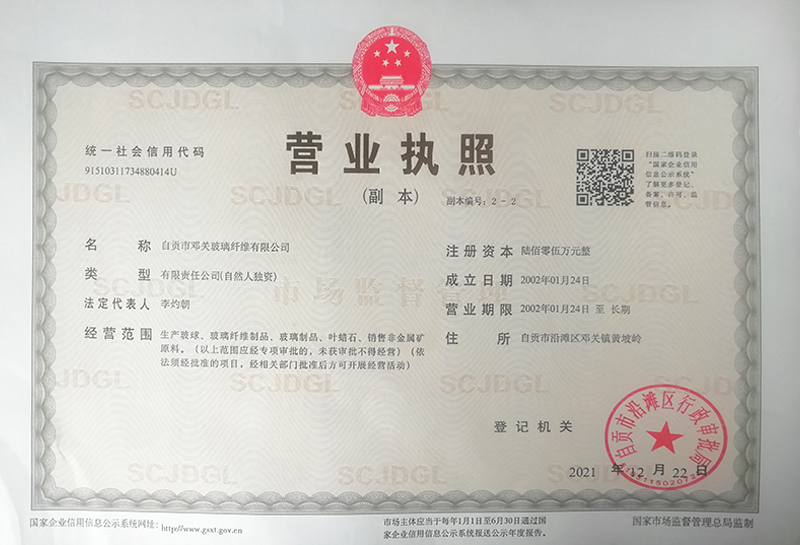 营业执照
(副 本)
副本编号：2－2
统一社会信用代码
91510311734880414U
扫描二维码登录
“国家企业信用
信息公示系统”
了解更多登记、
备案、许可、监
管信息。
名 称 自贡市邓关玻璃纤维有限公司
类 型 有限责任公司(自然人独资)
法定代表人 李灼朝
经营范围 生产玻球、玻璃纤维制品、玻璃制品、叶蜡石、销售非金属矿
原料。（以上范围应经专项审批的，未获审批不得经营）（依
法须经批准的项目，经相关部门批准后方可开展经营活动）
注册资本 陆佰零伍万元整
成立日期 2002年01月24日
营业期限 2002年01月24日 至 长期
住 所 自贡市沿滩区邓关镇黄坡岭
SCJDGL
市场监督管理
登记机关
自贡市沿滩区行政审批局
2021 年 12 月 22 日
国家企业信用信息公示系统网址：http://www.gsxt.gov.cn
市场主体应当于每年1月1日至6月30日通过国
家企业信用信息公示系统报送公示年度报告。
国家市场监督管理总局监制